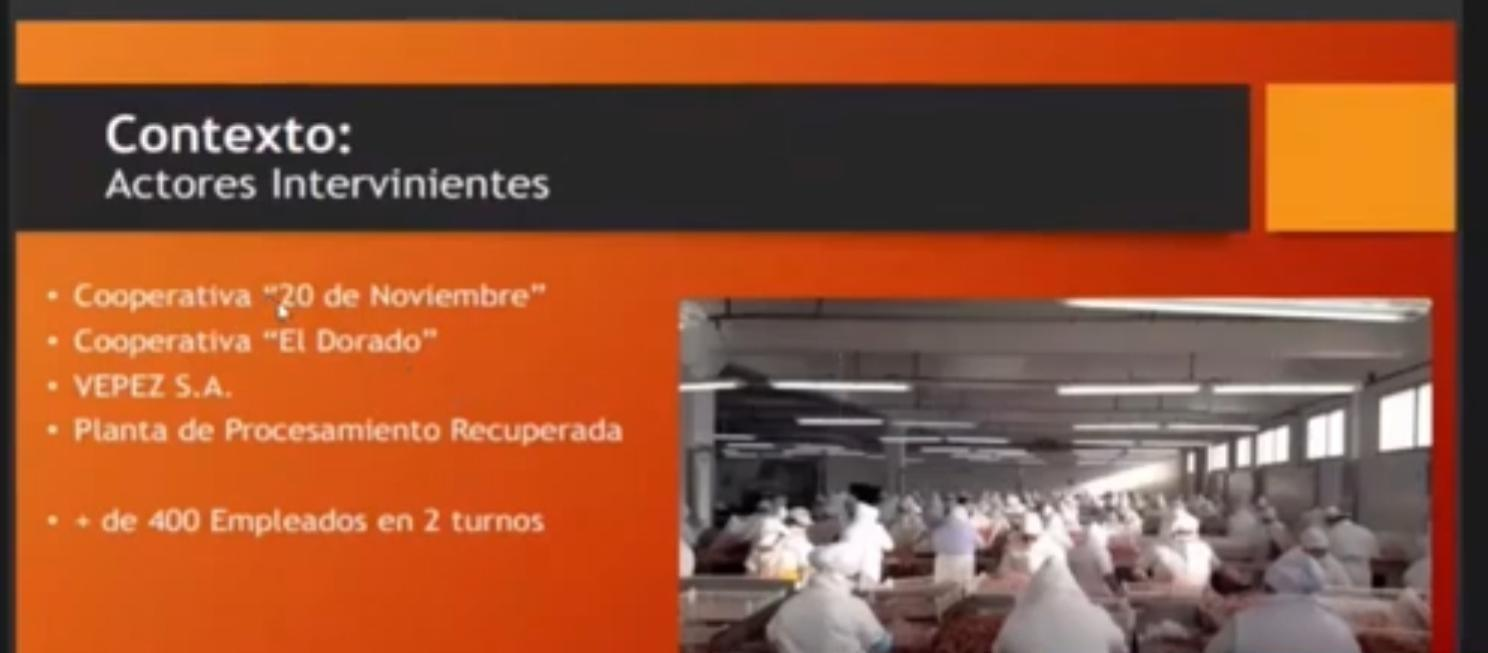 Contexto:
Actores Intervinientes
• Cooperativa “20 de Noviembre”
• Cooperativa “El Dorado”
• VEPEZ S.A.
• Planta de Procesamiento Recuperada
• + de 400 Empleados en 2 turnos